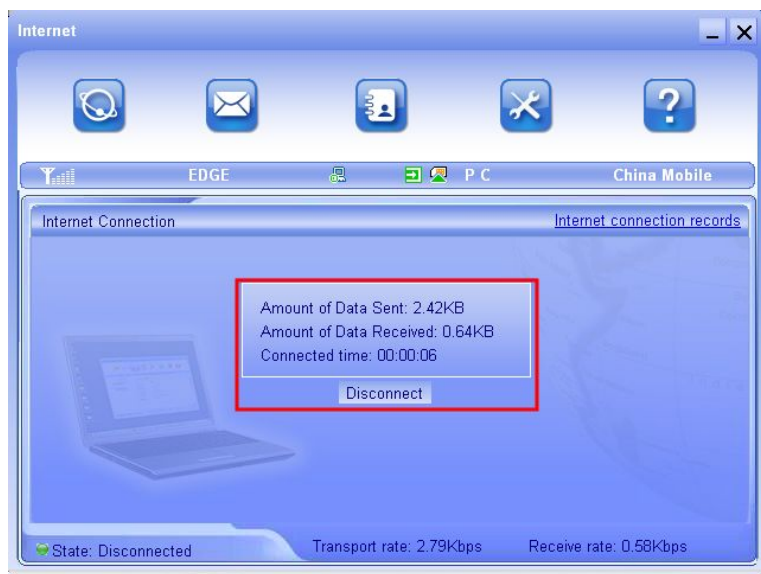 Internet
EDGE P C China Mobile
Internet Connection Internet connection records
Amount of Data Sent: 2.42KB
Amount of Data Received: 0.64KB
Connected time: 00:00:06
Disconnect
State: Disconnected Transport rate: 2.79Kbps Receive rate: 0.58Kbps